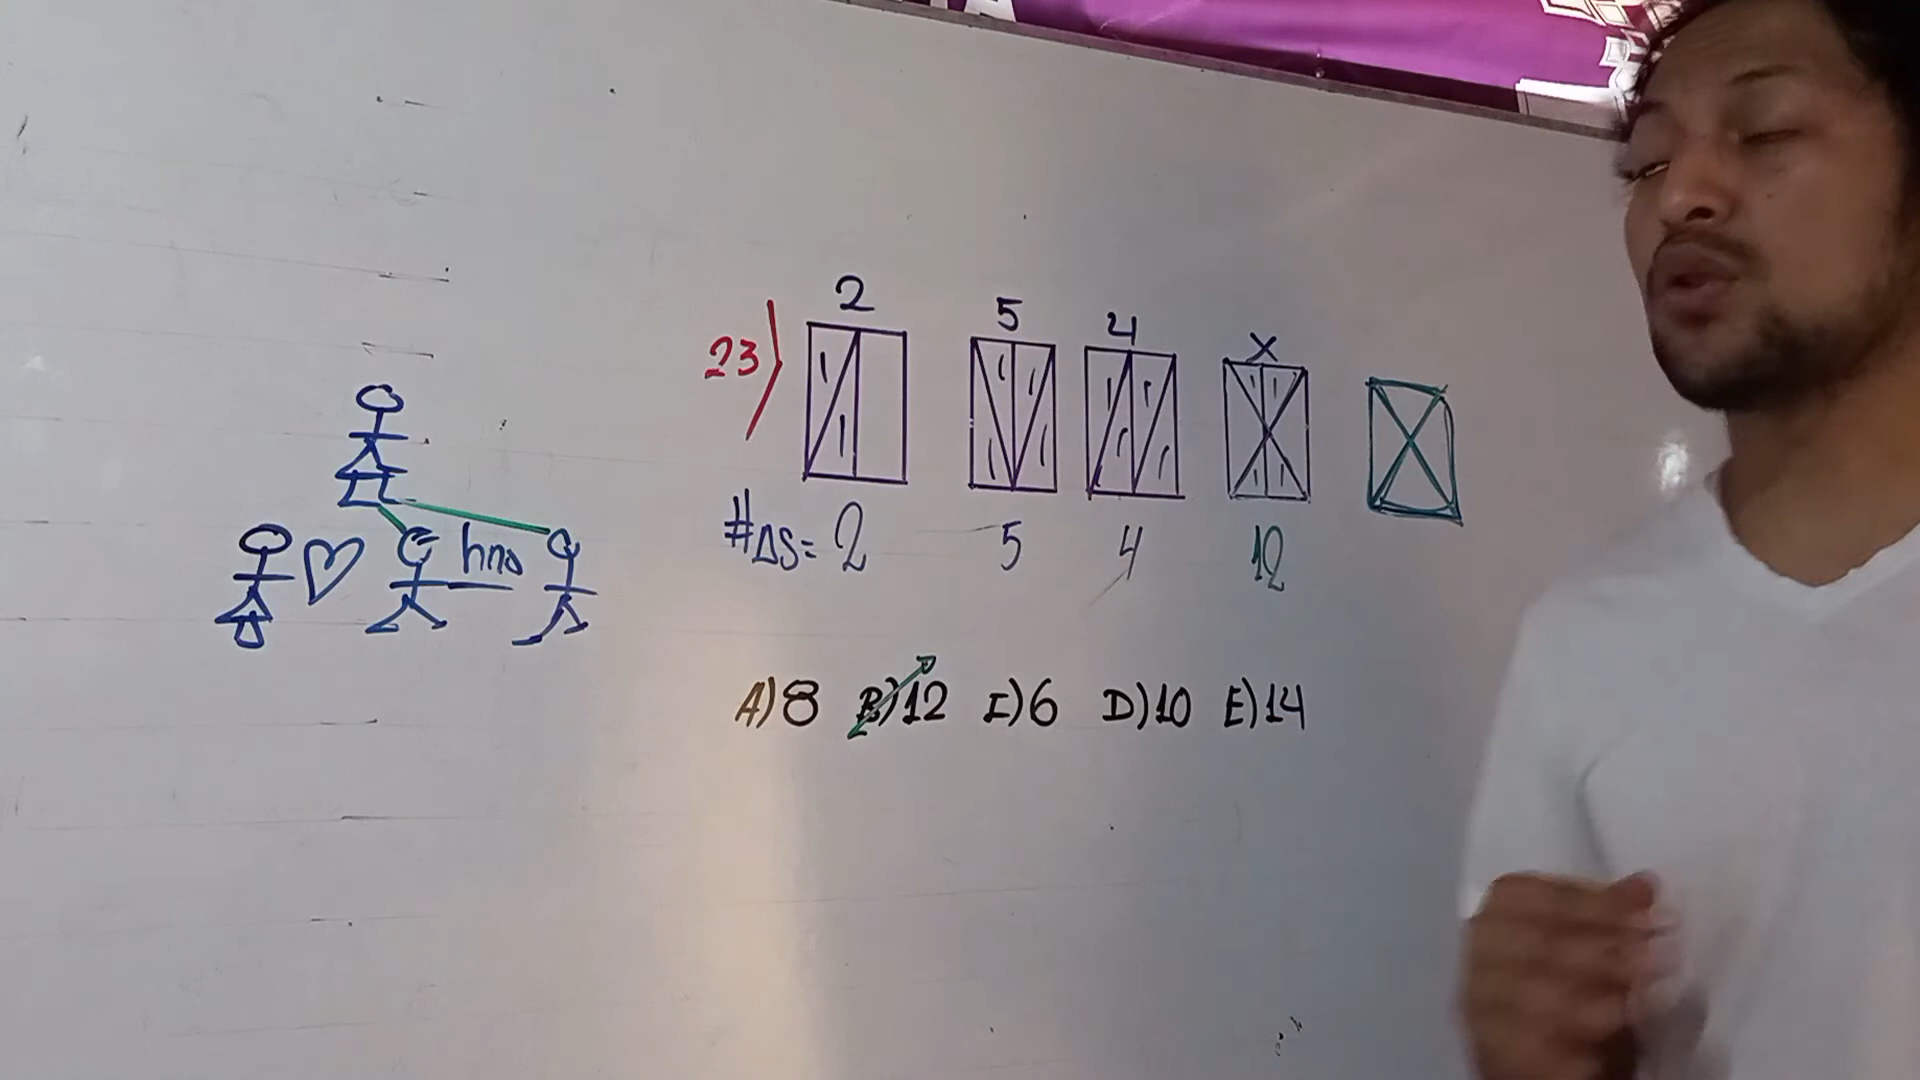 2 5 4 X
23)
#ΔS= 2 5 4 12
hno
A)8 B)12 C)6 D)10 E)14